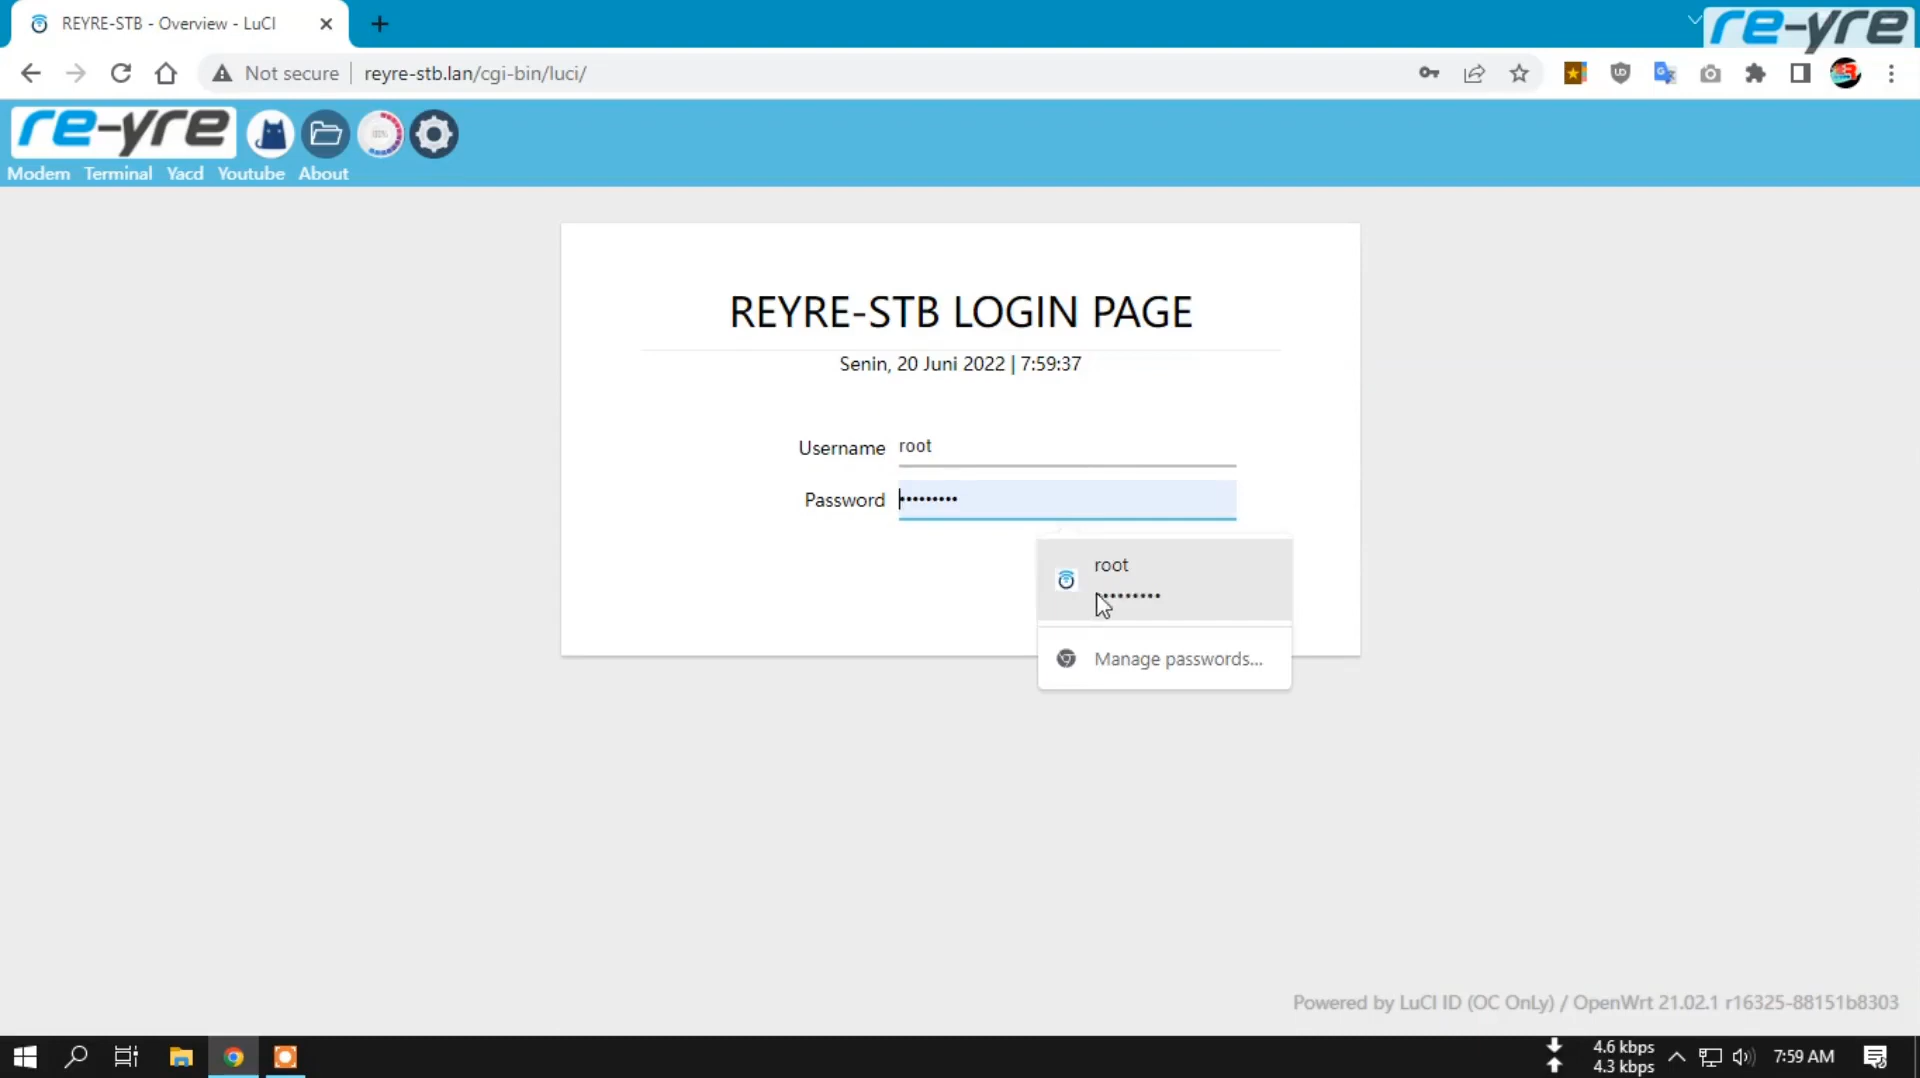 REYRE-STB - Overview - LuCI
re-yre
Not secure
reyre-stb.lan/cgi-bin/luci/
re-yre
Modem Terminal Yacd Youtube About
REYRE-STB LOGIN PAGE
Senin, 20 Juni 2022 | 7:59:37
Username root
Password •••••••••
root
•••••••••
Manage passwords...
Powered by LuCI ID (OC OnLy) / OpenWrt 21.02.1 r16325-88151b8303
4.6 kbps
4.3 kbps
7:59 AM